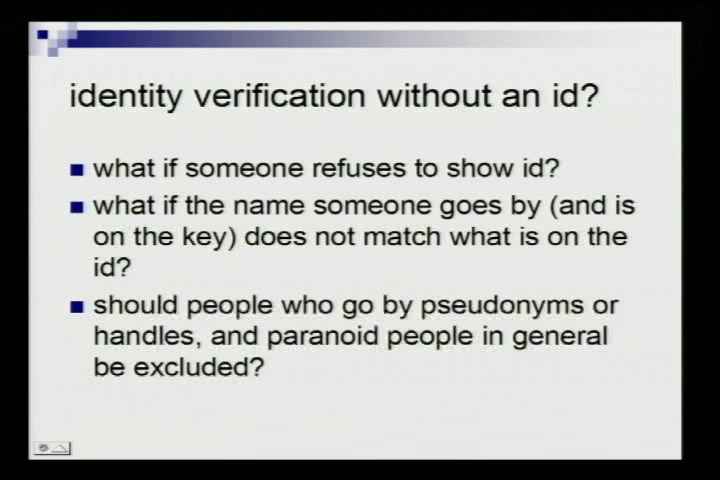 identity verification without an id?
what if someone refuses to show id?
what if the name someone goes by (and is
on the key) does not match what is on the
id?
should people who go by pseudonyms or
handles, and paranoid people in general
be excluded?